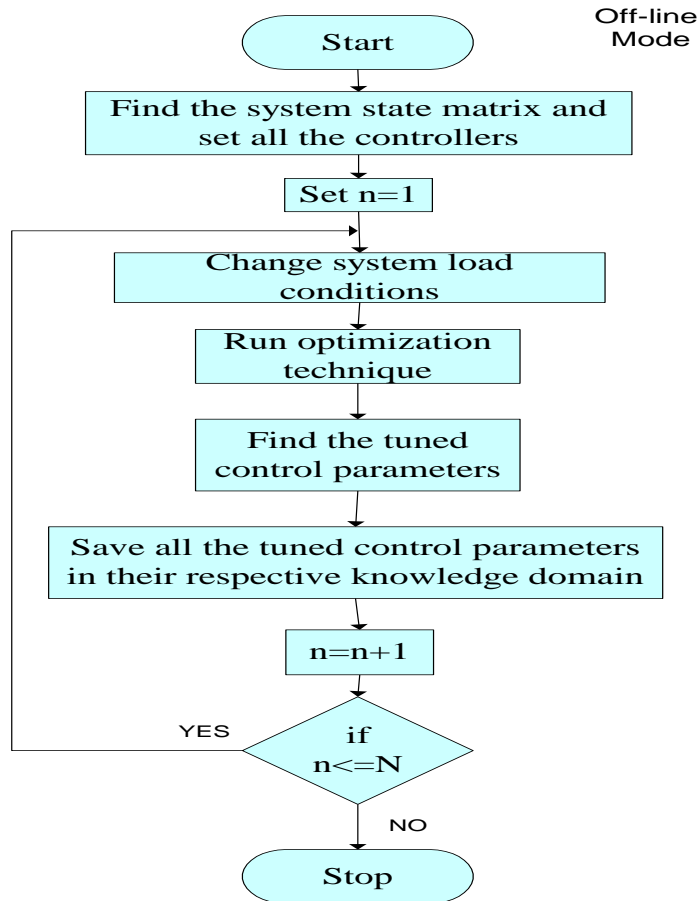 Off-line
Mode
Start
Find the system state matrix and
set all the controllers
Set n=1
Change system load
conditions
Run optimization
technique
Find the tuned
control parameters
Save all the tuned control parameters
in their respective knowledge domain
n=n+1
YES
if
n<=N
NO
Stop